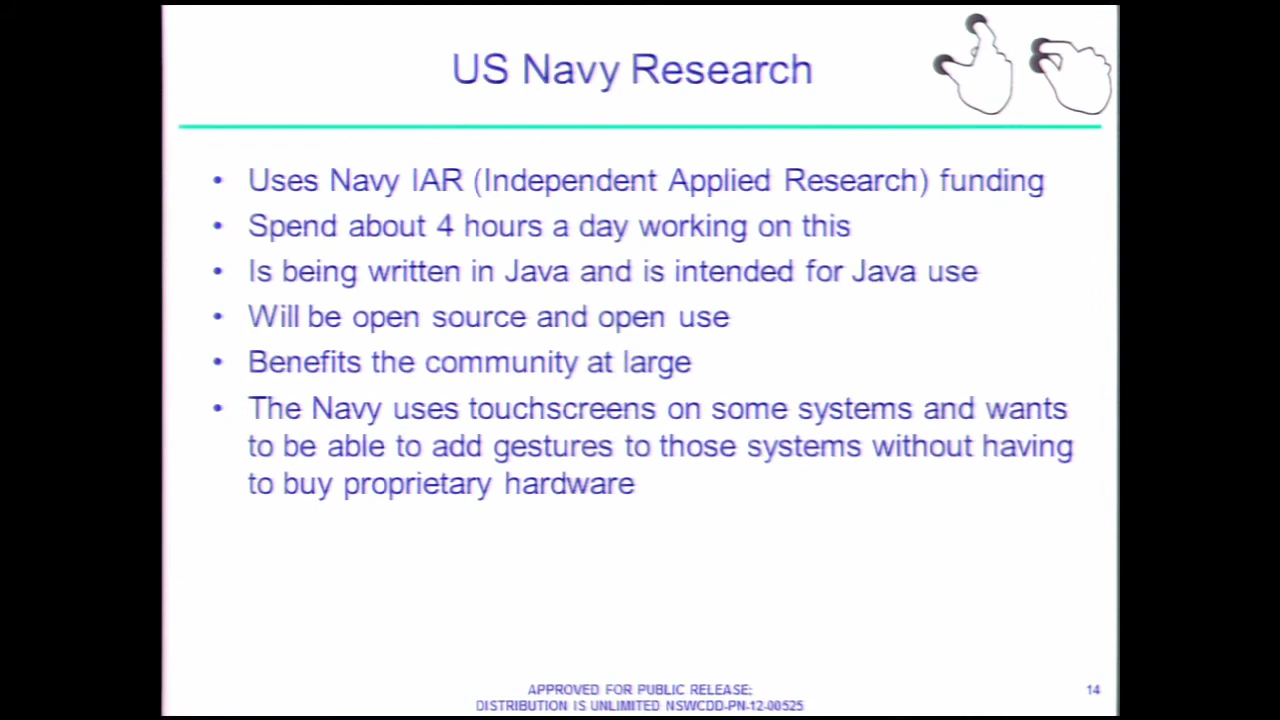 US Navy Research
• Uses Navy IAR (Independent Applied Research) funding
• Spend about 4 hours a day working on this
• Is being written in Java and is intended for Java use
• Will be open source and open use
• Benefits the community at large
• The Navy uses touchscreens on some systems and wants
to be able to add gestures to those systems without having
to buy proprietary hardware
APPROVED FOR PUBLIC RELEASE;
DISTRIBUTION IS UNLIMITED NSWCDD-PN-12-00525
14